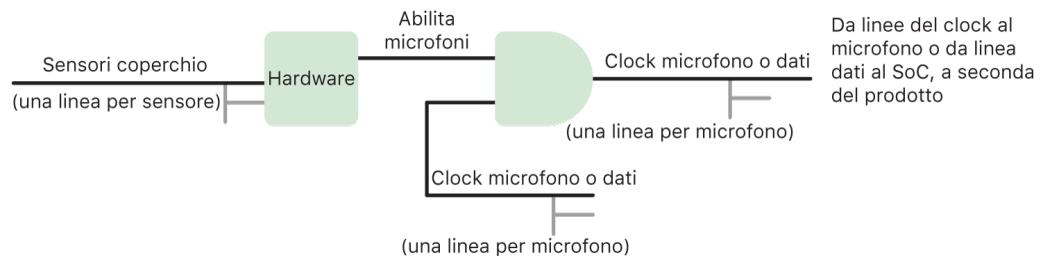 Sensori coperchio
(una linea per sensore)
Hardware
Abilita
microfoni
Clock microfono o dati
(una linea per microfono)
Clock microfono o dati
(una linea per microfono)
Da linee del clock al
microfono o da linea
dati al SoC, a seconda
del prodotto